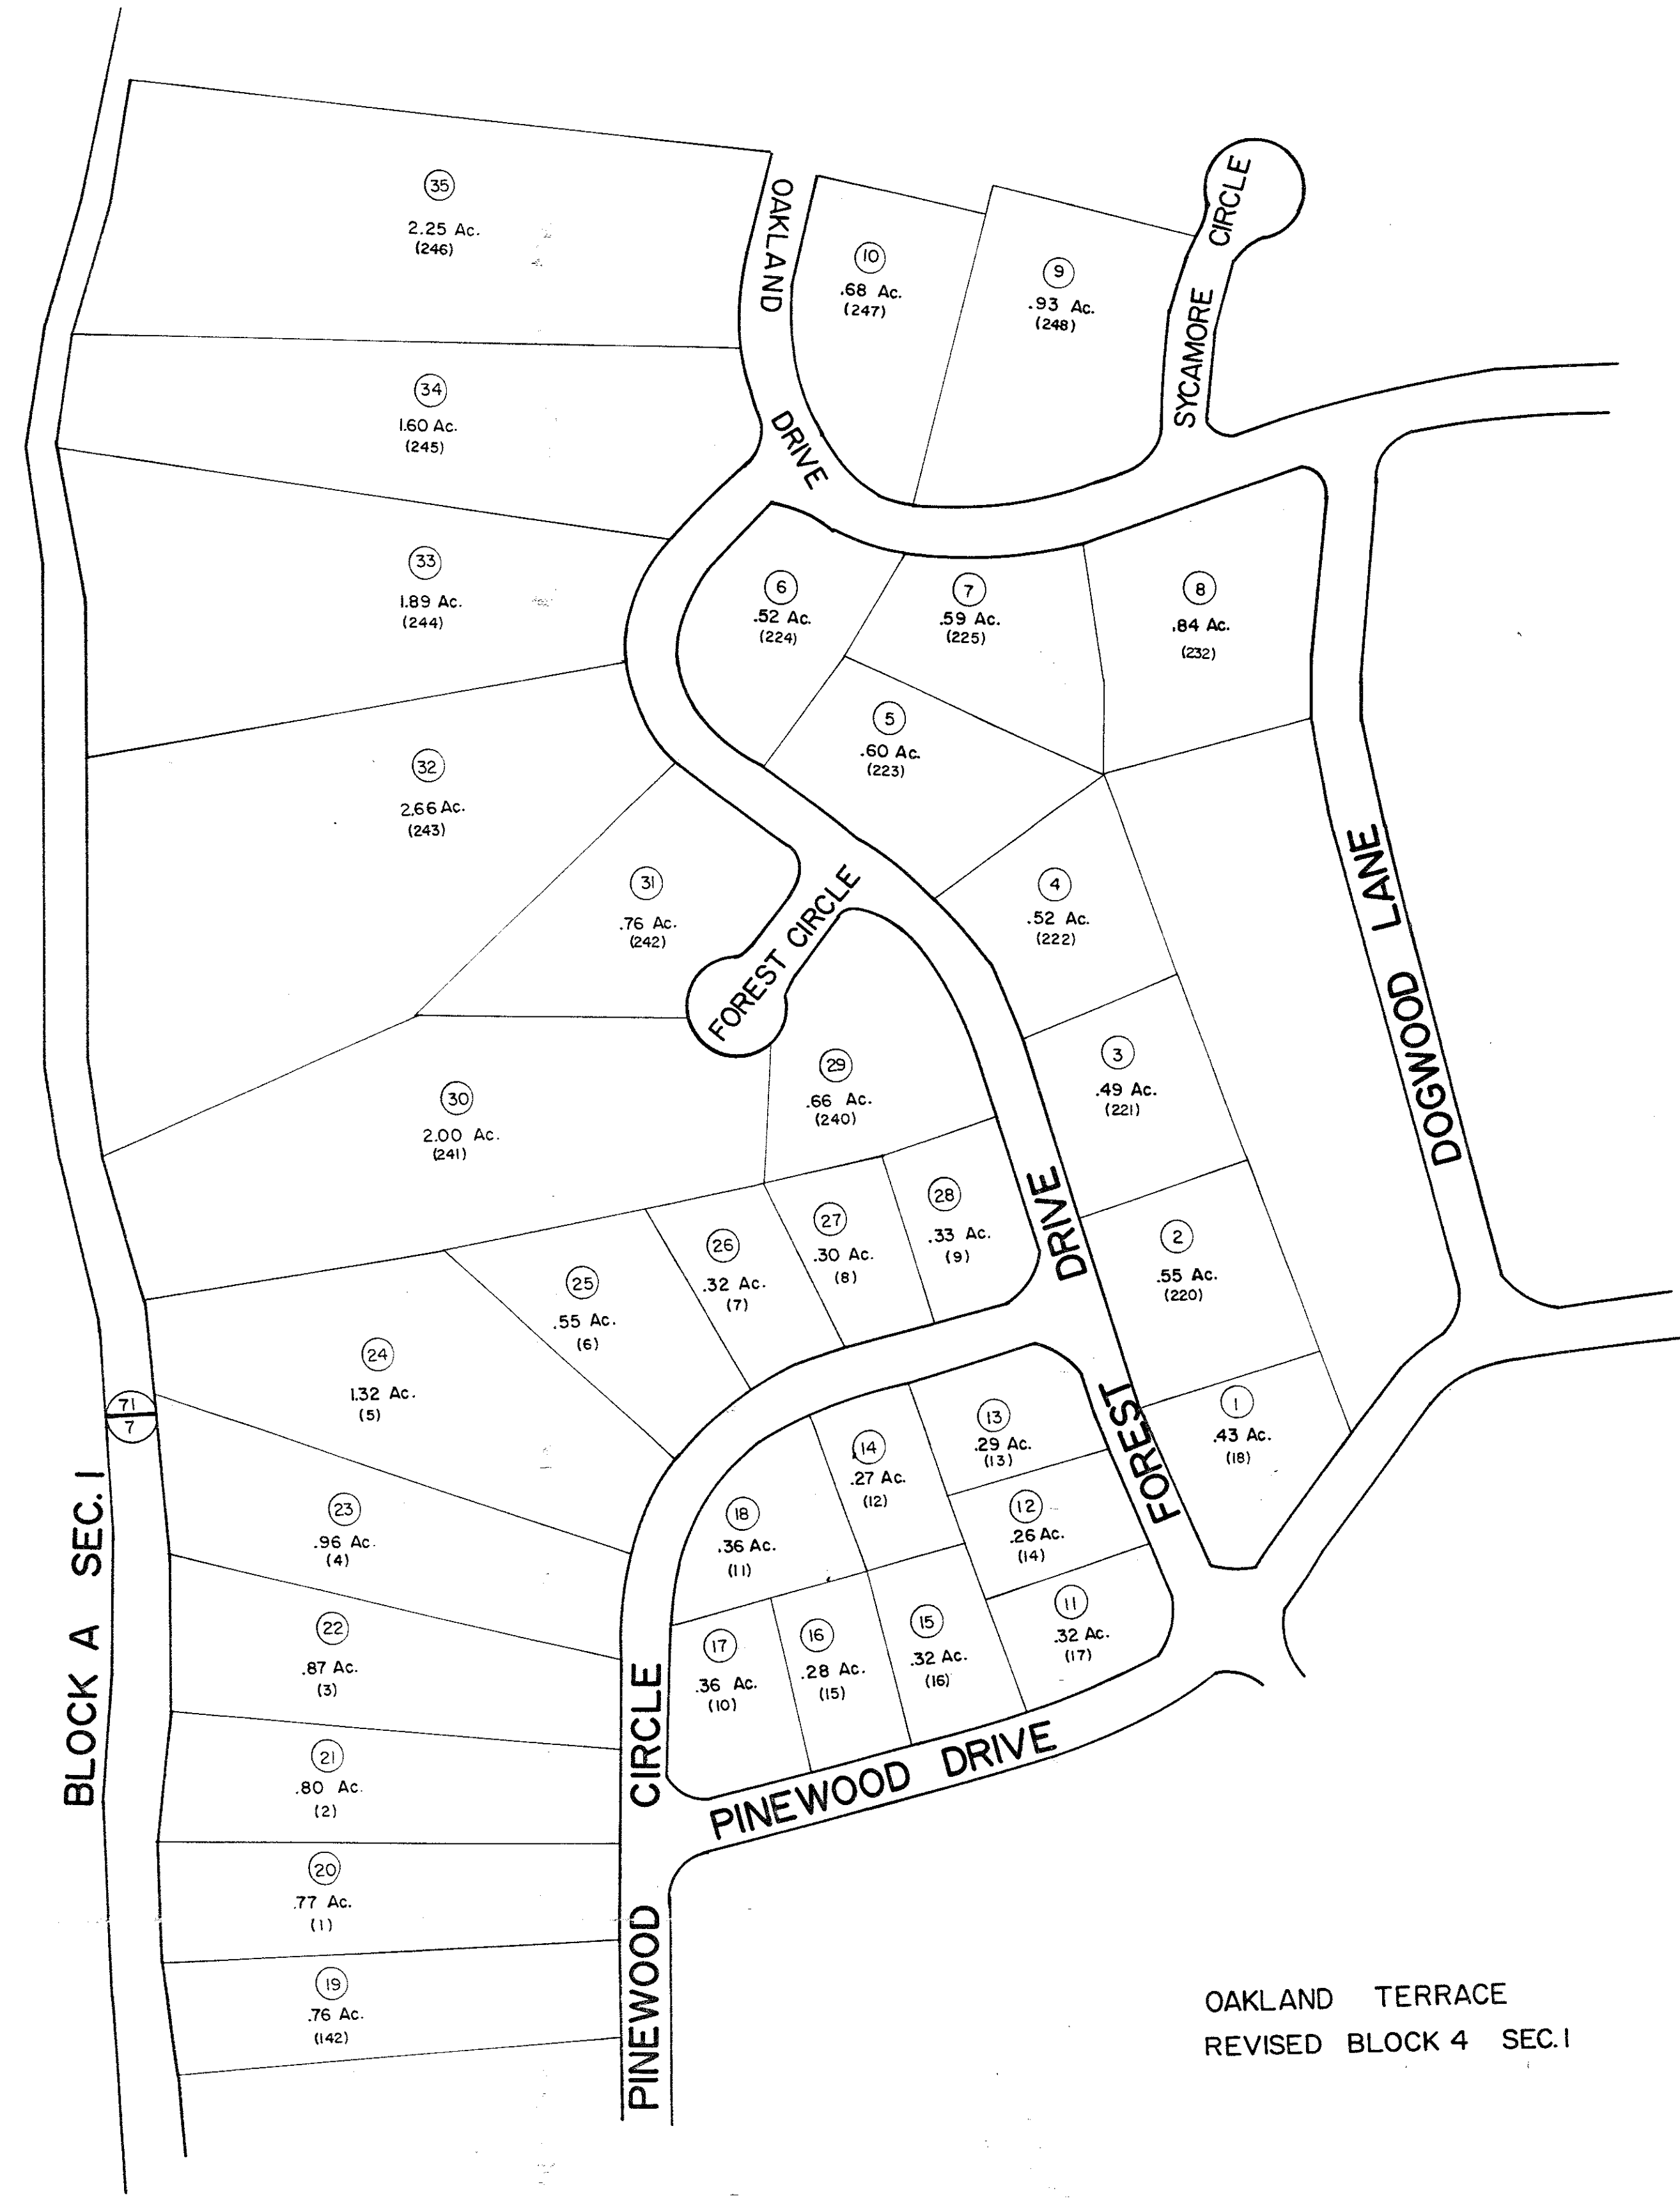 35
2.25 Ac.
(246)
OAKLAND
DRIVE
10
.68 Ac.
(247)
9
.93 Ac.
(248)
SYCAMORE CIRCLE
34
1.60 Ac.
(245)
33
1.89 Ac.
(244)
6
.52 Ac.
(224)
7
.59 Ac.
(225)
8
.84 Ac.
(232)
5
.60 Ac.
(223)
32
2.66 Ac.
(243)
31
.76 Ac.
(242)
FOREST CIRCLE
4
.52 Ac.
(222)
DOGWOOD LANE
30
2.00 Ac.
(241)
29
.66 Ac.
(240)
3
.49 Ac.
(221)
2
.55 Ac.
(220)
28
.33 Ac.
(9)
27
.30 Ac.
(8)
26
.32 Ac.
(7)
25
.55 Ac.
(6)
24
1.32 Ac.
(5)
FOREST DRIVE
1
.43 Ac.
(18)
71
7
13
.29 Ac.
(13)
14
.27 Ac.
(12)
12
.26 Ac.
(14)
18
.36 Ac.
(11)
23
.96 Ac.
(4)
11
.32 Ac.
(17)
15
.32 Ac.
(16)
16
.28 Ac.
(15)
17
.36 Ac.
(10)
22
.87 Ac.
(3)
BLOCK A SEC. I
21
.80 Ac.
(2)
PINEWOOD DRIVE
PINEWOOD CIRCLE
20
.77 Ac.
(1)
19
.76 Ac.
(142)
OAKLAND TERRACE
REVISED BLOCK 4 SEC. I